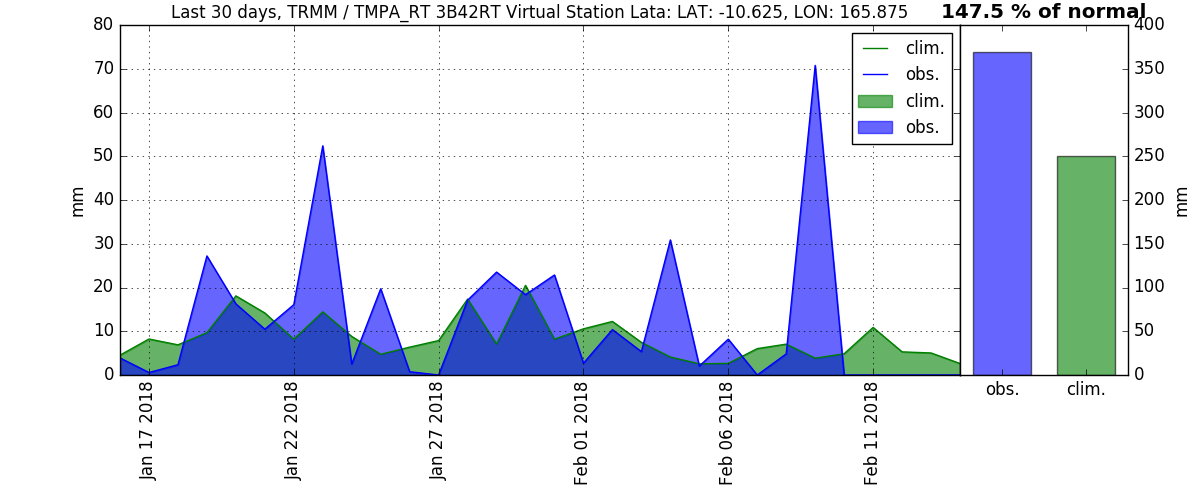 Last 30 days, TRMM / TMPA_RT 3B42RT Virtual Station Lata: LAT: -10.625, LON: 165.875
147.5 % of normal
80
70
60
50
40
30
20
10
0
mm
clim.
obs.
clim.
obs.
400
350
300
250
200
150
100
50
0
mm
Jan 17 2018
Jan 22 2018
Jan 27 2018
Feb 01 2018
Feb 06 2018
Feb 11 2018
obs.
clim.